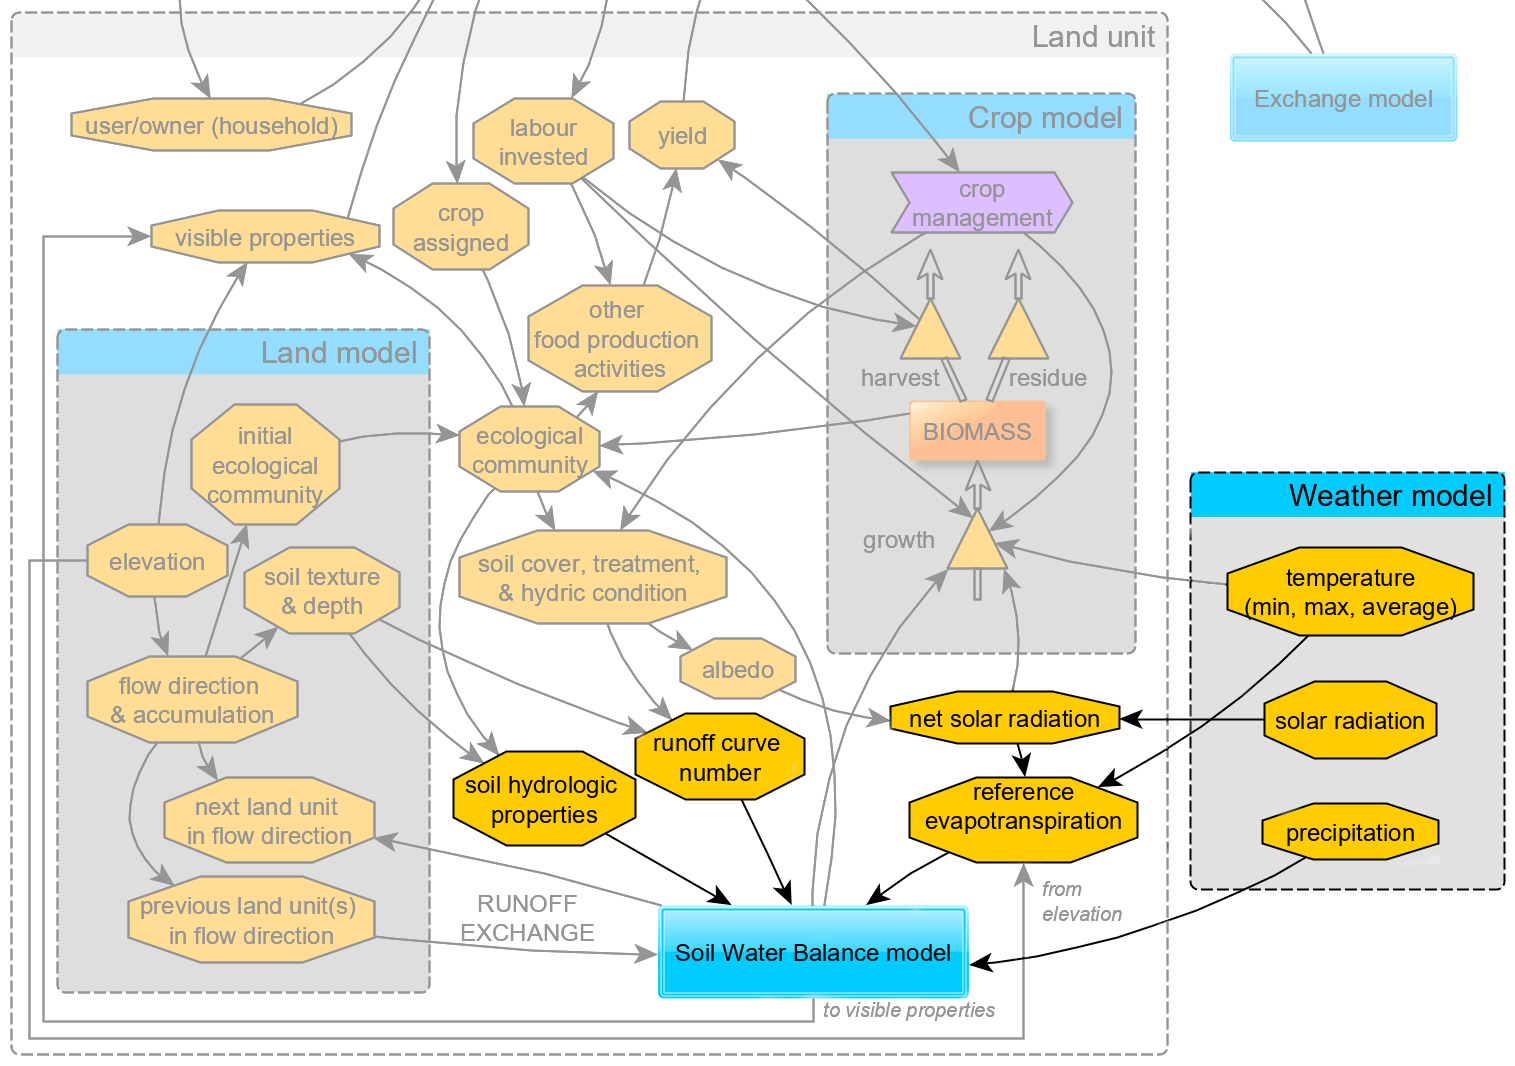 Land unit
Exchange model
user/owner (household)
labour
invested
yield
Crop model
crop
management
crop
assigned
visible properties
other
food production
activities
Land model
harvest
residue
initial
ecological
community
ecological
community
BIOMASS
Weather model
elevation
soil texture
& depth
soil cover, treatment,
& hydric condition
growth
temperature
(min, max, average)
albedo
flow direction
& accumulation
net solar radiation
solar radiation
runoff curve
number
soil hydrologic
properties
reference
evapotranspiration
next land unit
in flow direction
precipitation
previous land unit(s)
in flow direction
RUNOFF
EXCHANGE
from
elevation
Soil Water Balance model
to visible properties